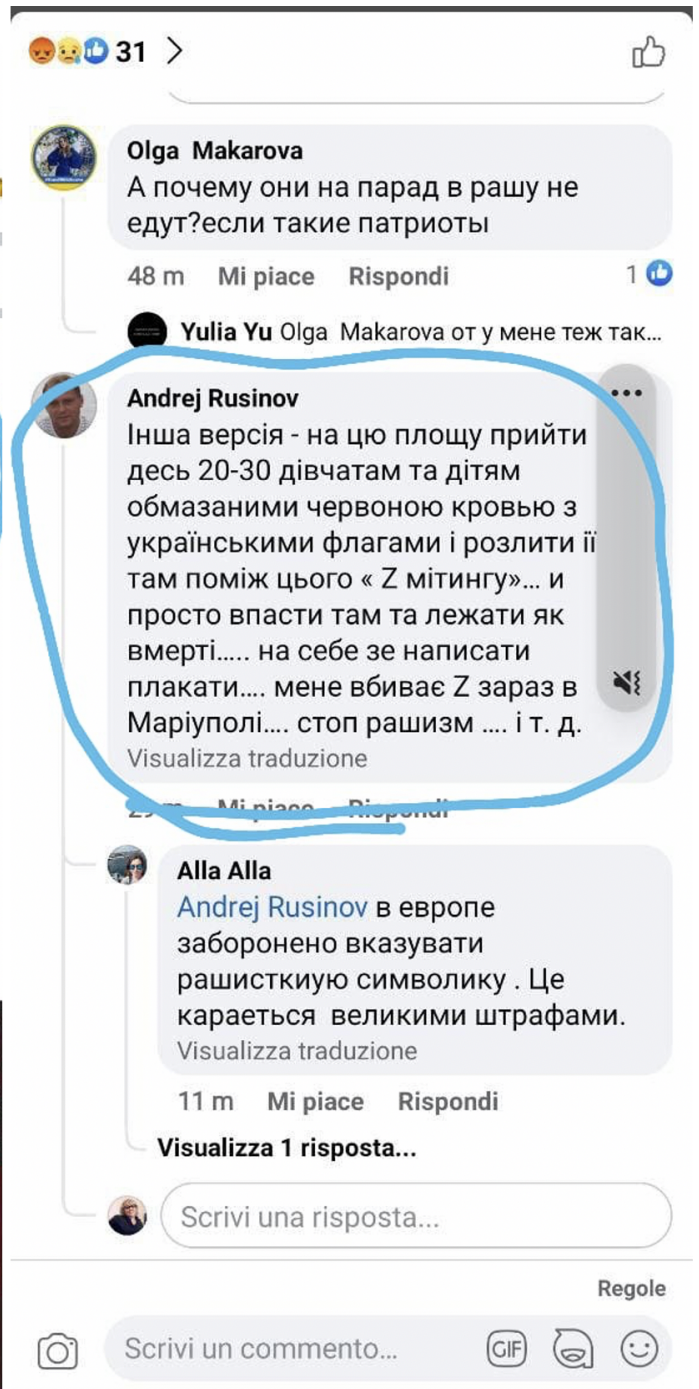 31
Olga Makarova
А почему они на парад в рашу не
едут?если такие патриоты
48 m Mi piace Rispondi 1
Yulia Yu Olga Makarova от у мене теж так...
Andrej Rusinov
Інша версія - на цю площу прийти
десь 20-30 дівчатам та дітям
обмазаними червоною кровью з
українськими флагами і розлити її
там поміж цього « Z мітингу»... и
просто впасти там та лежати як
вмерті..... на себе зе написати
плакати.... мене вбиває Z зараз в
Маріуполі.... стоп рашизм .... і т. д.
Visualizza traduzione
Mi piace Rispondi
Alla Alla
Andrej Rusinov в европе
заборонено вказувати
рашисткиую символику . Це
караеться великими штрафами.
Visualizza traduzione
11 m Mi piace Rispondi
Visualizza 1 risposta...
Scrivi una risposta...
Regole
Scrivi un commento...
GIF